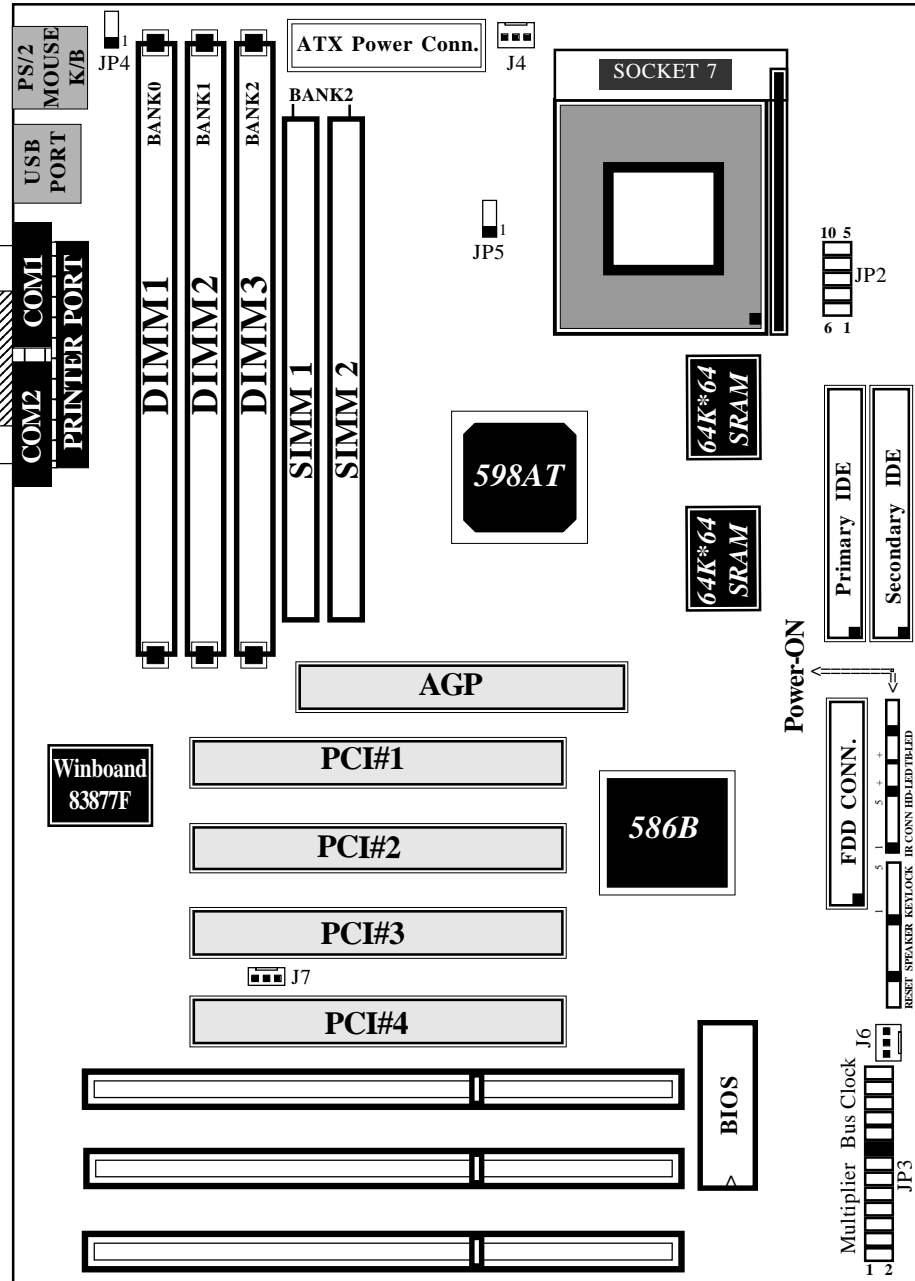 PS/2
MOUSE
K/B
1
JP4
ATX Power Conn.
J4
SOCKET 7
BANK0
BANK1
BANK2
BANK2
USB
PORT
1
JP5
10 5
JP2
6 1
COM1
COM2
PRINTER PORT
DIMM1
DIMM2
DIMM3
SIMM 1
SIMM 2
64K*64
SRAM
598AT
64K*64
SRAM
Primary IDE
Secondary IDE
Power-ON
AGP
PCI#1
Winboand
83877F
PCI#2
586B
FDD CONN.
+
+
5
1
5
1
TB-LED
HD-LED
IR CONN
KEYLOCK
SPEAKER
RESET
PCI#3
J7
PCI#4
J6
BIOS
Bus Clock
Multiplier
JP3
1 2